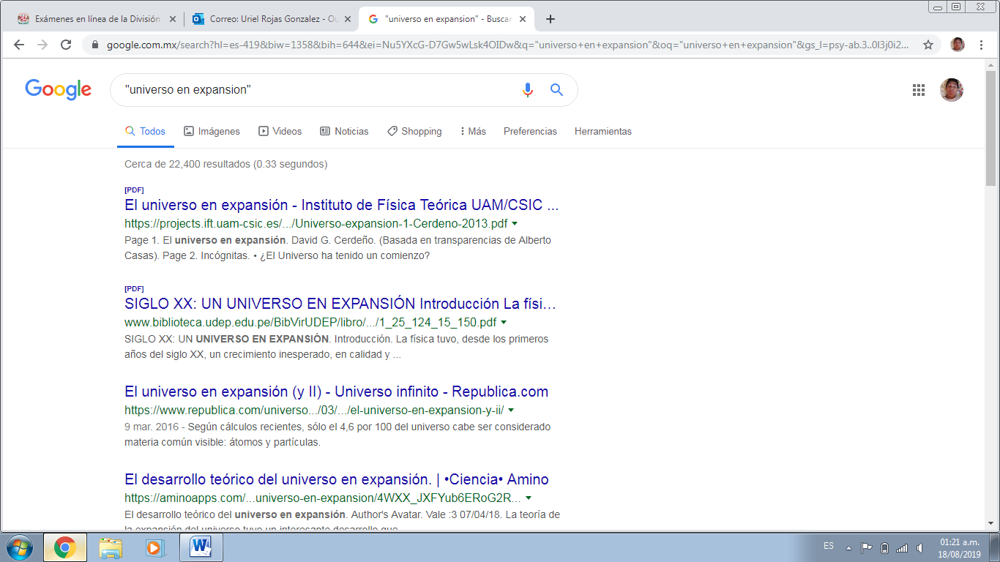 Exámenes en línea de la División
Correo: Uriel Rojas Gonzalez - Ou
"universo en expansion" - Buscar
google.com.mx/search?hl=es-419&biw=1358&bih=644&ei=Nu5YXcG-D7Gw5wLsk4OIDw&q="universo+en+expansion"&oq="universo+en+expansion"&gs_l=psy-ab.3..0l3j0i2...
Google
"universo en expansion"
Todos
Imágenes
Videos
Noticias
Shopping
Más
Preferencias
Herramientas
Cerca de 22,400 resultados (0.33 segundos)
[PDF]
El universo en expansión - Instituto de Física Teórica UAM/CSIC ...
https://projects.ift.uam-csic.es/.../Universo-expansion-1-Cerdeno-2013.pdf
Page 1. El universo en expansión. David G. Cerdeño. (Basada en transparencias de Alberto
Casas). Page 2. Incógnitas. • ¿El Universo ha tenido un comienzo?
[PDF]
SIGLO XX: UN UNIVERSO EN EXPANSIÓN Introducción La físi...
www.biblioteca.udep.edu.pe/BibVirUDEP/libro/.../1_25_124_15_150.pdf
SIGLO XX: UN UNIVERSO EN EXPANSIÓN. Introducción. La física tuvo, desde los primeros
años del siglo XX, un crecimiento inesperado, en calidad y ...
El universo en expansión (y II) - Universo infinito - Republica.com
https://www.republica.com/universo.../03/.../el-universo-en-expansion-y-ii/
9 mar. 2016 - Según cálculos recientes, sólo el 4,6 por 100 del universo cabe ser considerado
materia común visible: átomos y partículas.
El desarrollo teórico del universo en expansión. | •Ciencia• Amino
https://aminoapps.com/...universo-en-expansion/4WXX_JXFYub6ERoG2R...
El desarrollo teórico del universo en expansión. Author's Avatar. Vale :3 07/04/18. La teoría de
la expansión del universo tuvo un interesante desarrollo que
ES
01:21 a.m.
18/08/2019